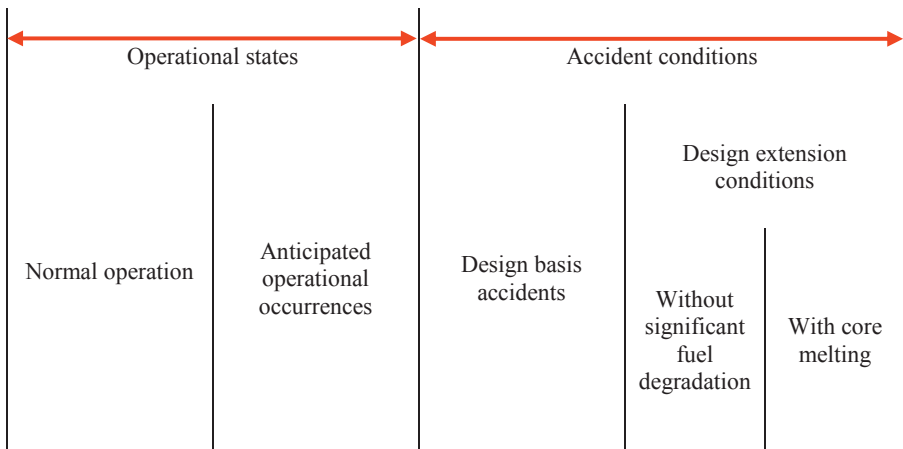 Operational states
Accident conditions
Normal operation
Anticipated
operational
occurrences
Design basis
accidents
Design extension
conditions
Without
significant
fuel
degradation
With core
melting